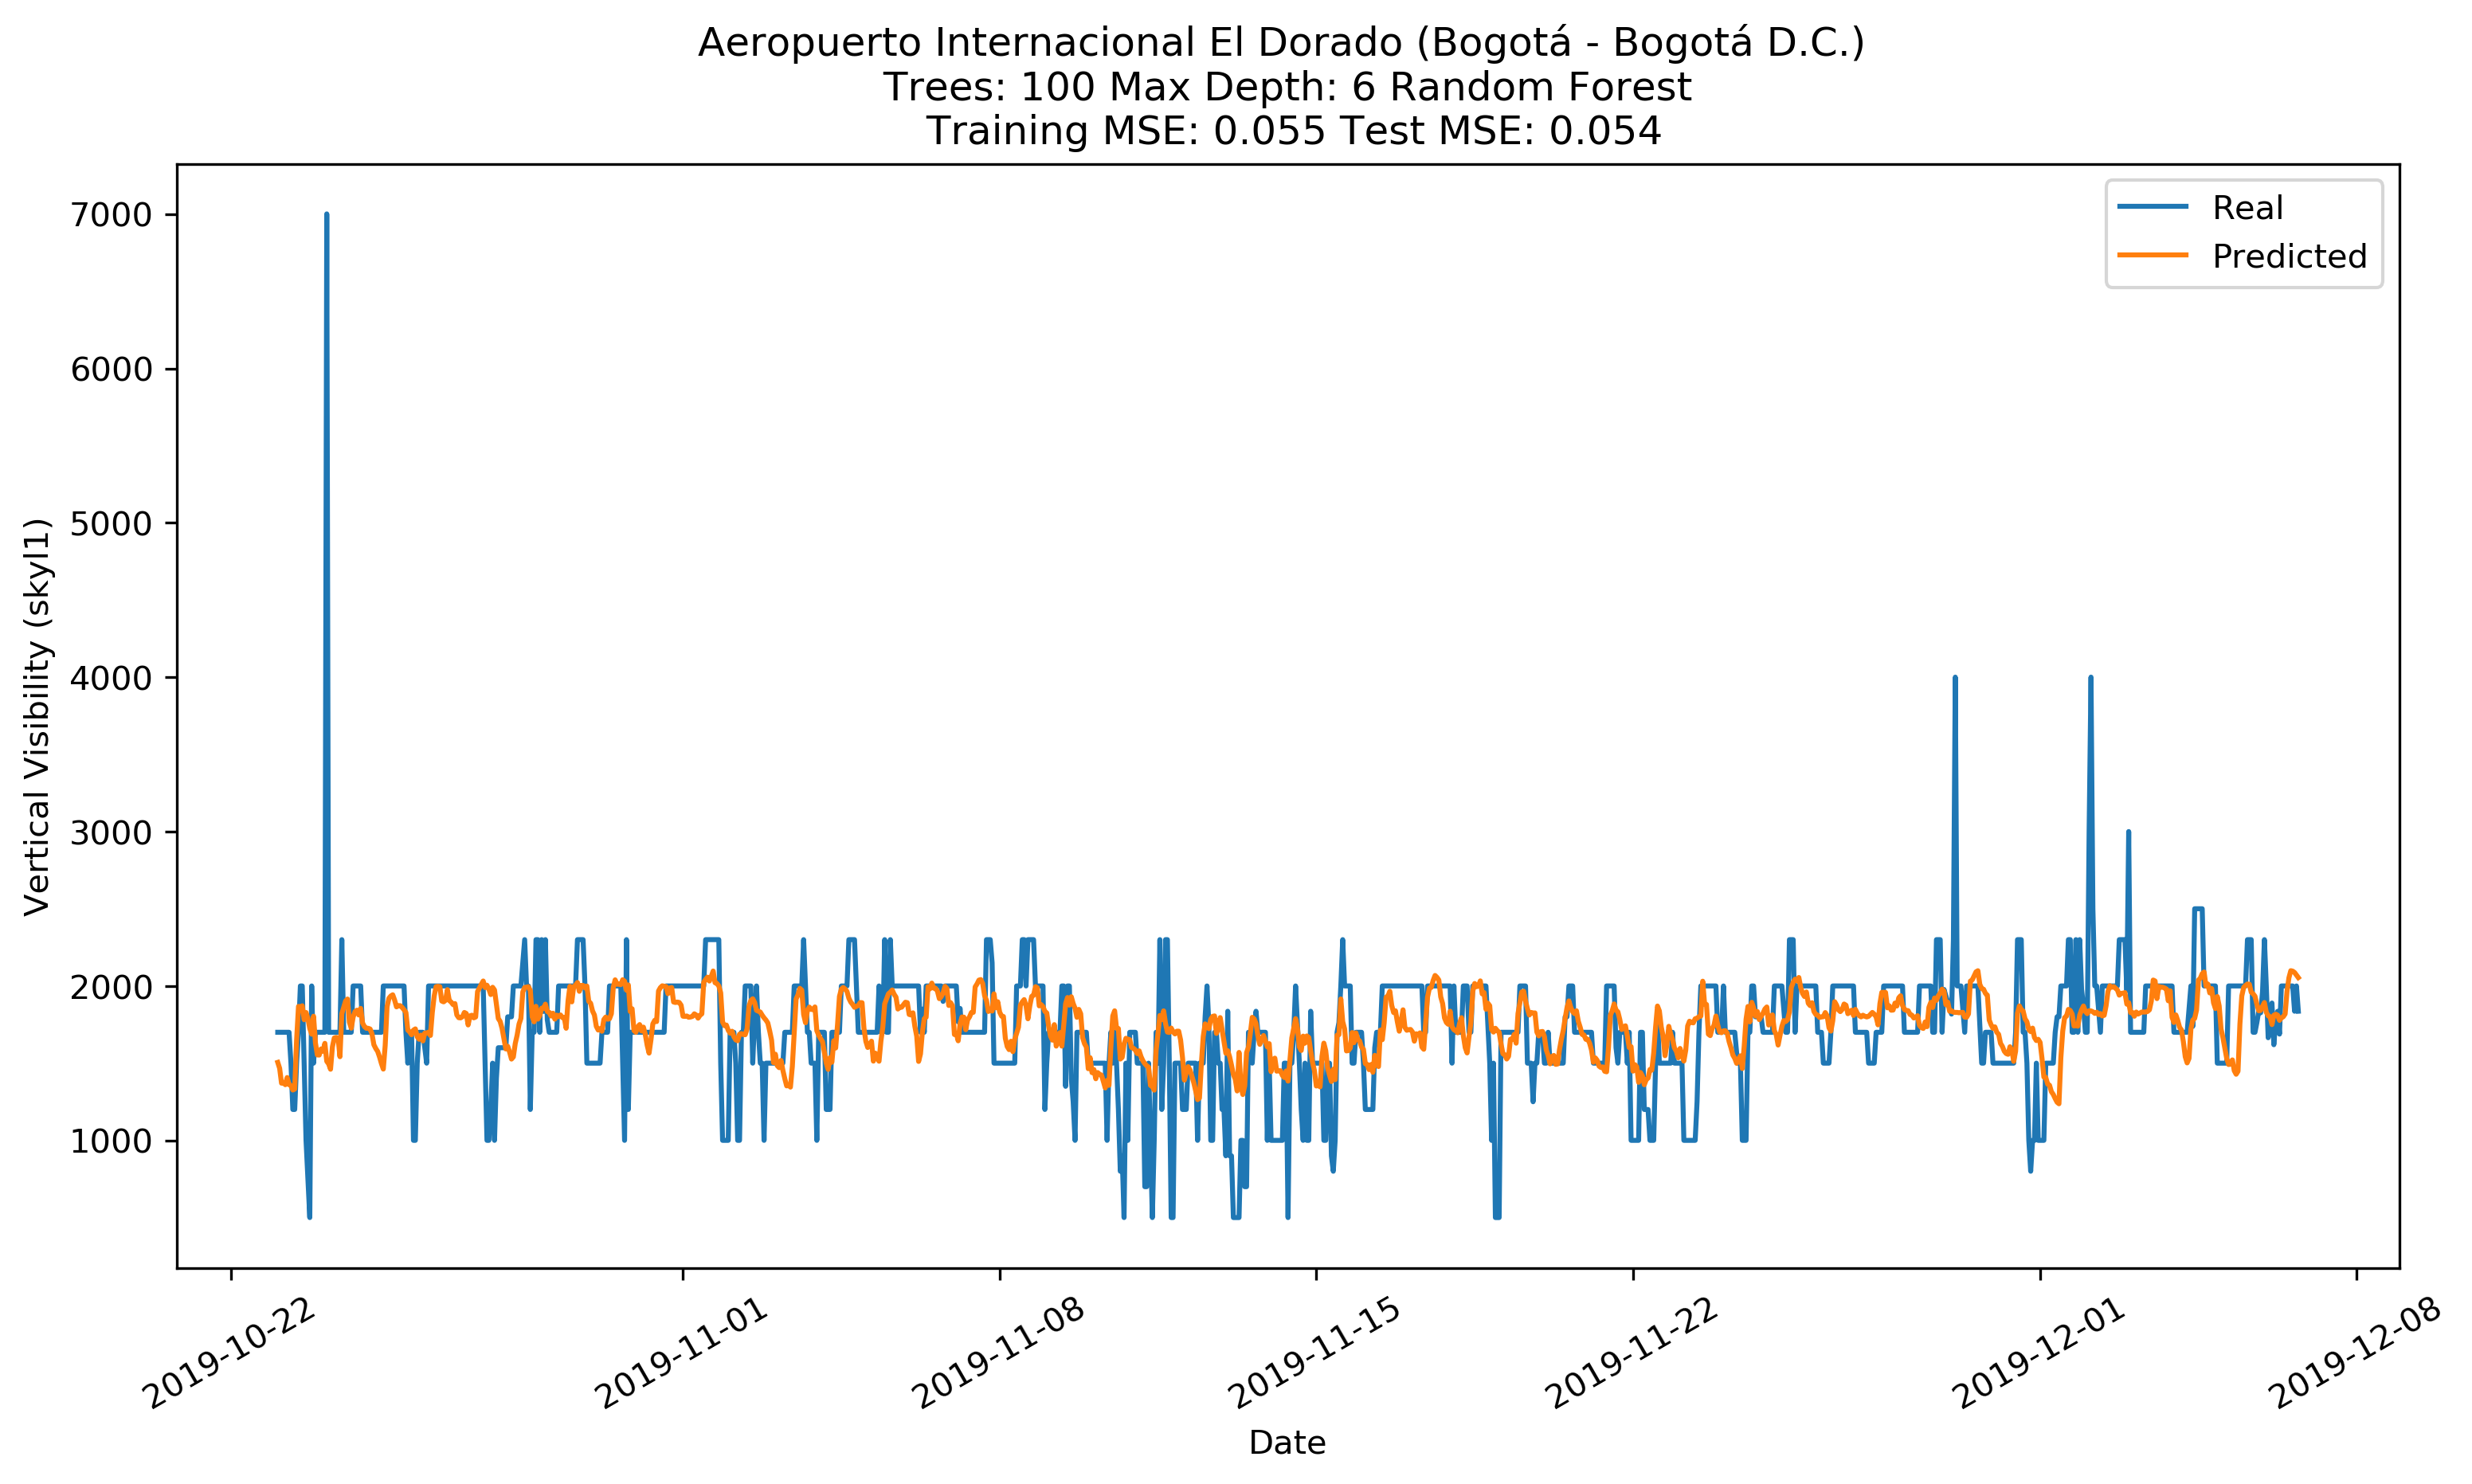 Aeropuerto Internacional El Dorado (Bogotá - Bogotá D.C.)
Trees: 100 Max Depth: 6 Random Forest
Training MSE: 0.055 Test MSE: 0.054
Real
Predicted
Vertical Visibility (skyl1)
7000
6000
5000
4000
3000
2000
1000
2019-10-22
2019-11-01
2019-11-08
2019-11-15
2019-11-22
2019-12-01
2019-12-08
Date